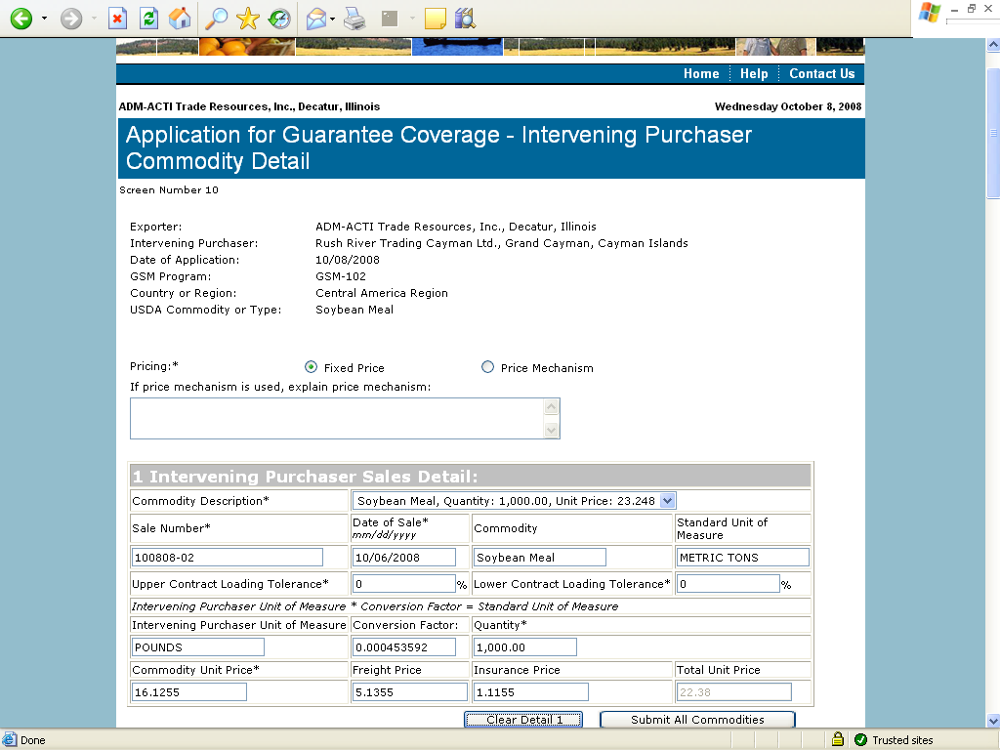 Home Help Contact Us
ADM-ACTI Trade Resources, Inc., Decatur, Illinois Wednesday October 8, 2008
Application for Guarantee Coverage - Intervening Purchaser
Commodity Detail
Screen Number 10
Exporter: ADM-ACTI Trade Resources, Inc., Decatur, Illinois
Intervening Purchaser: Rush River Trading Cayman Ltd., Grand Cayman, Cayman Islands
Date of Application: 10/08/2008
GSM Program: GSM-102
Country or Region: Central America Region
USDA Commodity or Type: Soybean Meal
Pricing:* Fixed Price Price Mechanism
If price mechanism is used, explain price mechanism:
1 Intervening Purchaser Sales Detail:
Commodity Description* Soybean Meal, Quantity: 1,000.00, Unit Price: 23.248
Sale Number* Date of Sale* mm/dd/yyyy Commodity Standard Unit of Measure
100808-02 10/06/2008 Soybean Meal METRIC TONS
Upper Contract Loading Tolerance* 0 % Lower Contract Loading Tolerance* 0 %
Intervening Purchaser Unit of Measure * Conversion Factor = Standard Unit of Measure
Intervening Purchaser Unit of Measure Conversion Factor: Quantity*
POUNDS 0.000453592 1,000.00
Commodity Unit Price* Freight Price Insurance Price Total Unit Price
16.1255 5.1355 1.1155 22.38
Clear Detail 1 Submit All Commodities
Done Trusted sites